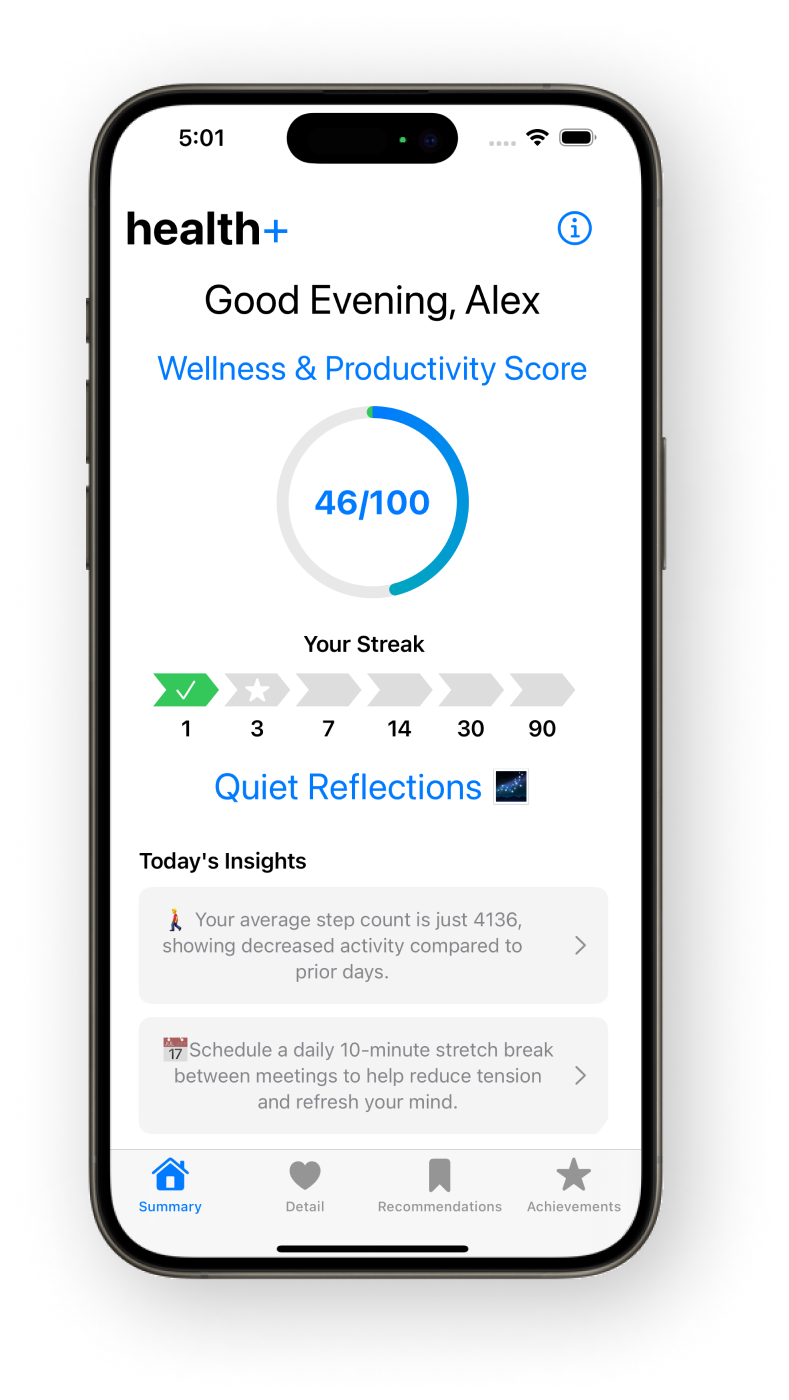 5:01
health+
Good Evening, Alex
Wellness & Productivity Score
46/100
Your Streak
1 3 7 14 30 90
Quiet Reflections
Today's Insights
Your average step count is just 4136,
showing decreased activity compared to
prior days.
17 Schedule a daily 10-minute stretch break
between meetings to help reduce tension
and refresh your mind.
Summary Detail Recommendations Achievements